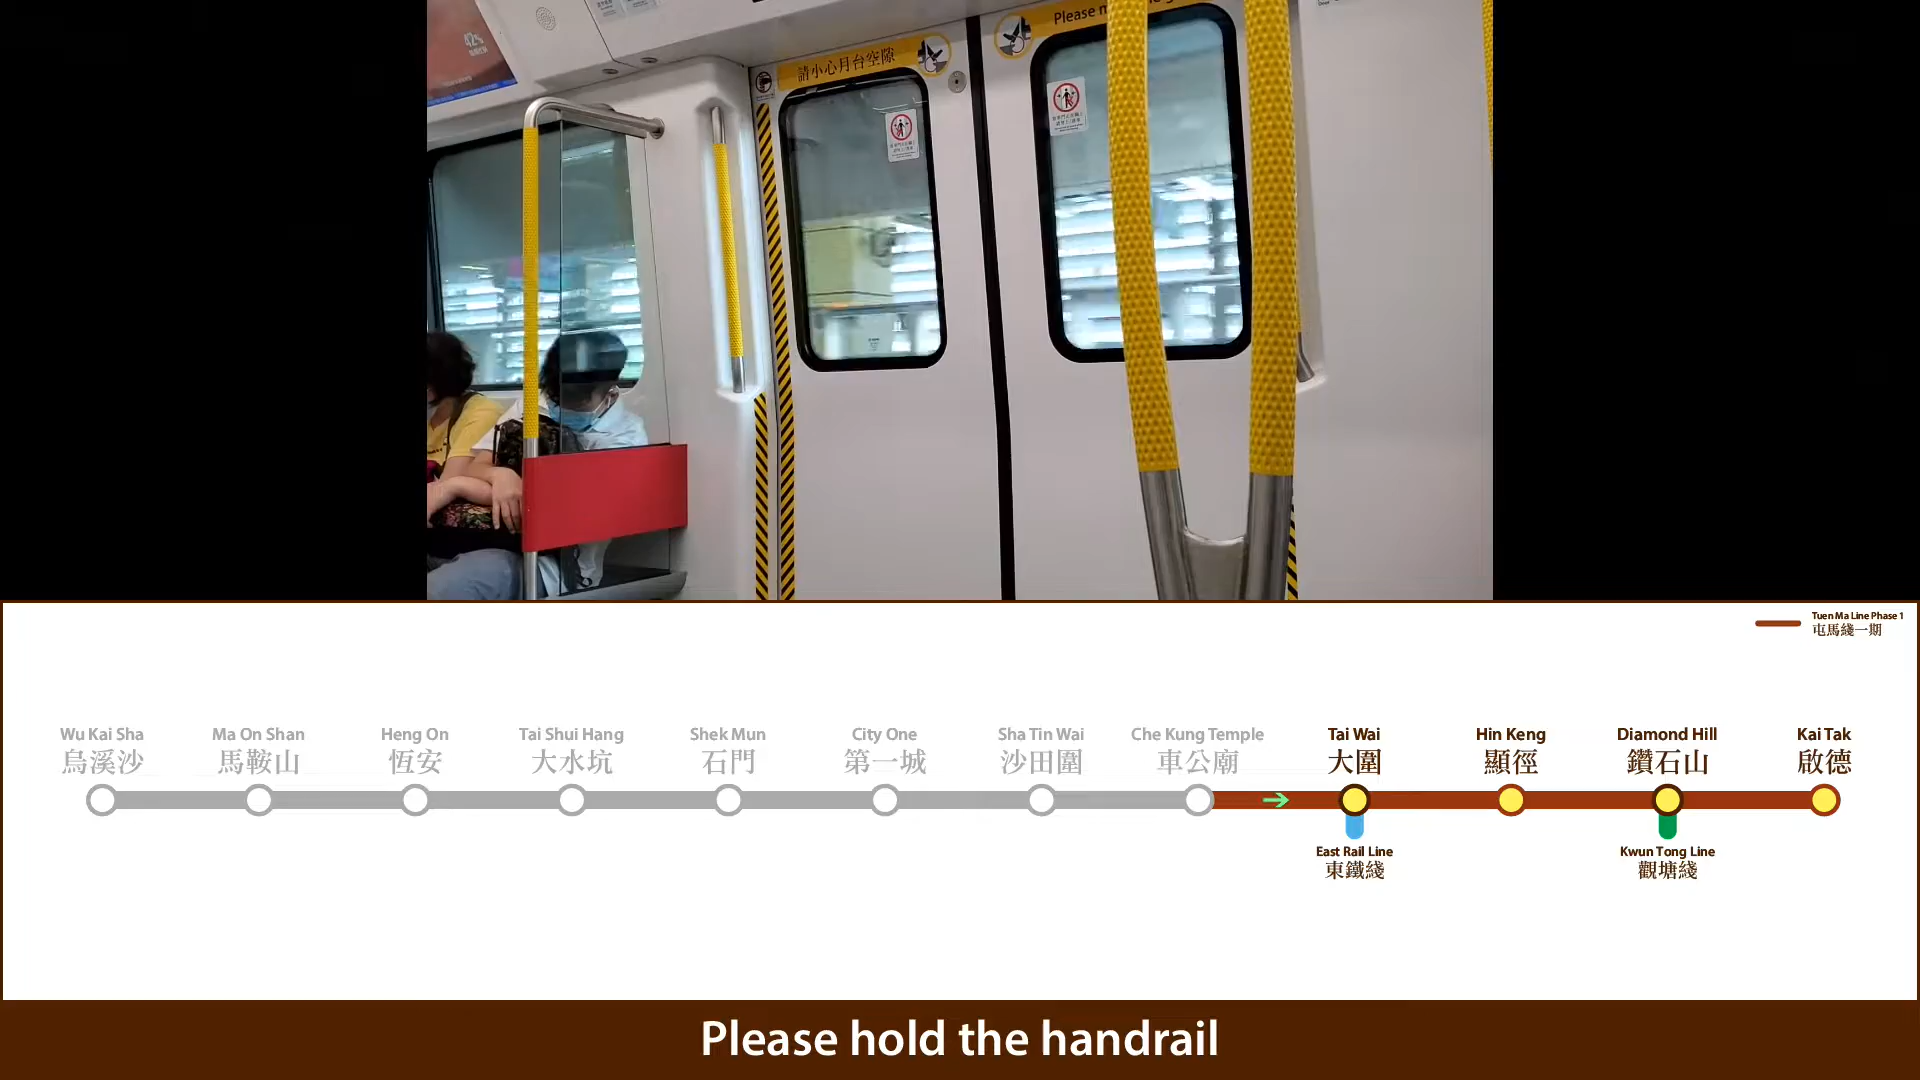 42%
請小心月台空隙
Please m
Tuen Ma Line Phase 1
屯馬綫一期
Wu Kai Sha
烏溪沙
Ma On Shan
馬鞍山
Heng On
恆安
Tai Shui Hang
大水坑
Shek Mun
石門
City One
第一城
Sha Tin Wai
沙田圍
Che Kung Temple
車公廟
Tai Wai
大圍
Hin Keng
顯徑
Diamond Hill
鑽石山
Kai Tak
啟德
East Rail Line
東鐵綫
Kwun Tong Line
觀塘綫
Please hold the handrail